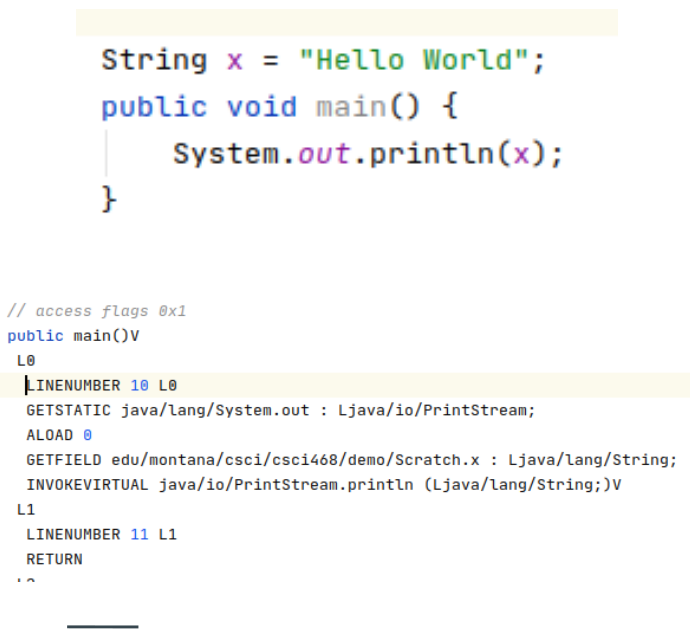 String x = "Hello World";
public void main() {
System.out.println(x);
}
// access flags 0x1
public main()V
L0
LINENUMBER 10 L0
GETSTATIC java/lang/System.out : Ljava/io/PrintStream;
ALOAD 0
GETFIELD edu/montana/csci/csci468/demo/Scratch.x : Ljava/lang/String;
INVOKEVIRTUAL java/io/PrintStream.println (Ljava/lang/String;)V
L1
LINENUMBER 11 L1
RETURN